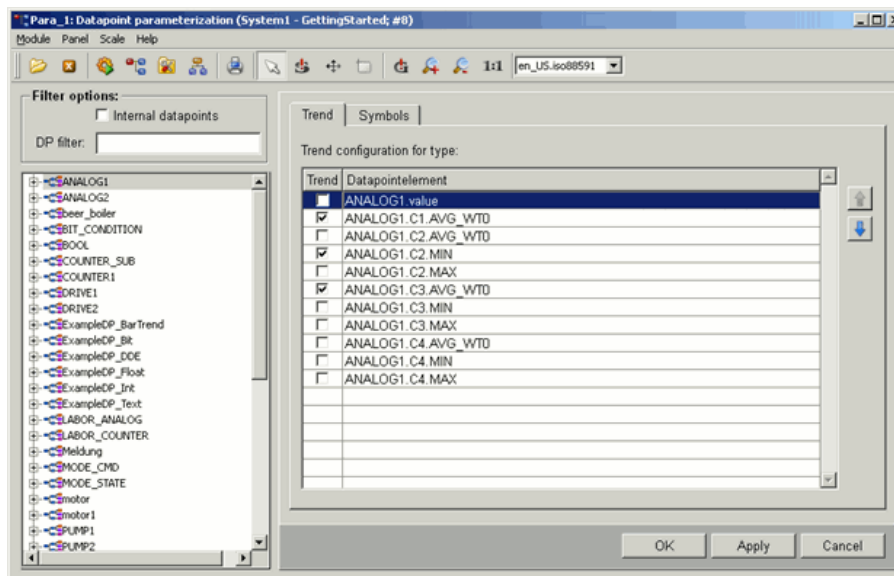 Para_1: Datapoint parameterization (System1 - GettingStarted; #8)
Module Panel Scale Help
1:1 en_US.iso88591
Filter options:
Internal datapoints
DP filter:
ANALOG1
ANALOG2
beer_boiler
BIT_CONDITION
BOOL
COUNTER_SUB
COUNTER1
DRIVE1
DRIVE2
ExampleDP_BarTrend
ExampleDP_Bit
ExampleDP_DDE
ExampleDP_Float
ExampleDP_Int
ExampleDP_Text
LABOR_ANALOG
LABOR_COUNTER
Meldung
MODE_CMD
MODE_STATE
motor
motor1
PUMP1
PUMP2
Trend Symbols
Trend configuration for type:
Trend Datapointelement
ANALOG1.value
ANALOG1.C1.AVG_WT0
ANALOG1.C2.AVG_WT0
ANALOG1.C2.MIN
ANALOG1.C2.MAX
ANALOG1.C3.AVG_WT0
ANALOG1.C3.MIN
ANALOG1.C3.MAX
ANALOG1.C4.AVG_WT0
ANALOG1.C4.MIN
ANALOG1.C4.MAX
OK Apply Cancel